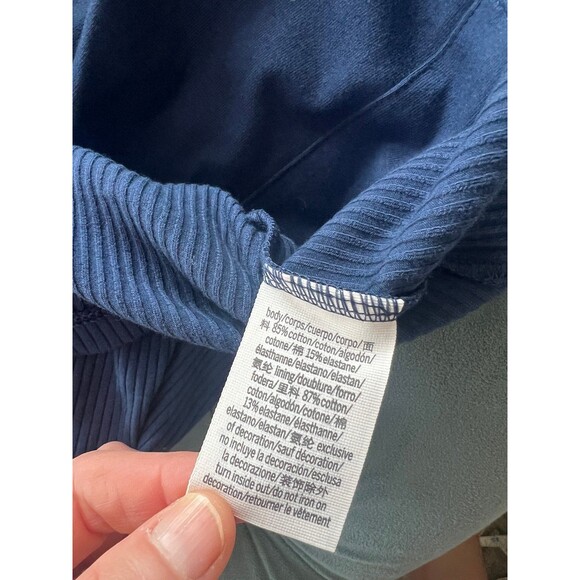 body/corps/cuerpo/corpo/面
料 85% cotton/coton/algodón/
cotone/棉 15% elastane/
élasthanne/elastano/elastan/
氨纶 lining/doublure/forro/
fodera/里料 87% cotton/
coton/algodón/cotone/棉
13% elastane/élasthanne/
elastano/elastan/氨纶 exclusive
of decoration/sauf décoration/
no incluye la decoración/esclusa
la decorazione/装饰除外
turn inside out/do not iron on
decoration/retourner le vêtement